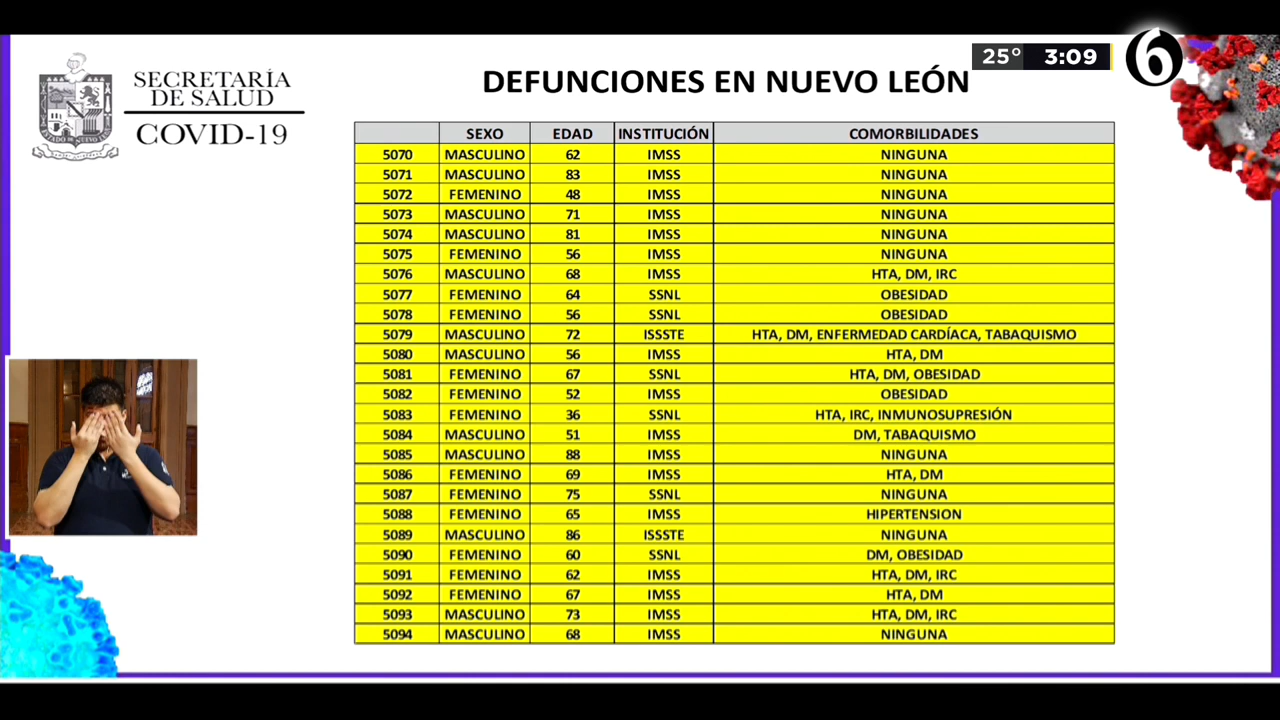 25° 3:09 6
SECRETARÍA
DE SALUD
COVID-19
DEFUNCIONES EN NUEVO LEÓN
SEXO EDAD INSTITUCIÓN COMORBILIDADES
5070 MASCULINO 62 IMSS NINGUNA
5071 MASCULINO 83 IMSS NINGUNA
5072 FEMENINO 48 IMSS NINGUNA
5073 MASCULINO 71 IMSS NINGUNA
5074 MASCULINO 81 IMSS NINGUNA
5075 FEMENINO 56 IMSS NINGUNA
5076 MASCULINO 68 IMSS HTA, DM, IRC
5077 FEMENINO 64 SSNL OBESIDAD
5078 FEMENINO 56 SSNL OBESIDAD
5079 MASCULINO 72 ISSSTE HTA, DM, ENFERMEDAD CARDÍACA, TABAQUISMO
5080 MASCULINO 56 IMSS HTA, DM
5081 FEMENINO 67 SSNL HTA, DM, OBESIDAD
5082 FEMENINO 52 IMSS OBESIDAD
5083 FEMENINO 36 SSNL HTA, IRC, INMUNOSUPRESIÓN
5084 MASCULINO 51 IMSS DM, TABAQUISMO
5085 MASCULINO 88 IMSS NINGUNA
5086 FEMENINO 69 IMSS HTA, DM
5087 FEMENINO 75 SSNL NINGUNA
5088 FEMENINO 65 IMSS HIPERTENSION
5089 MASCULINO 86 ISSSTE NINGUNA
5090 FEMENINO 60 SSNL DM, OBESIDAD
5091 FEMENINO 62 IMSS HTA, DM, IRC
5092 FEMENINO 67 IMSS HTA, DM
5093 MASCULINO 73 IMSS HTA, DM, IRC
5094 MASCULINO 68 IMSS NINGUNA